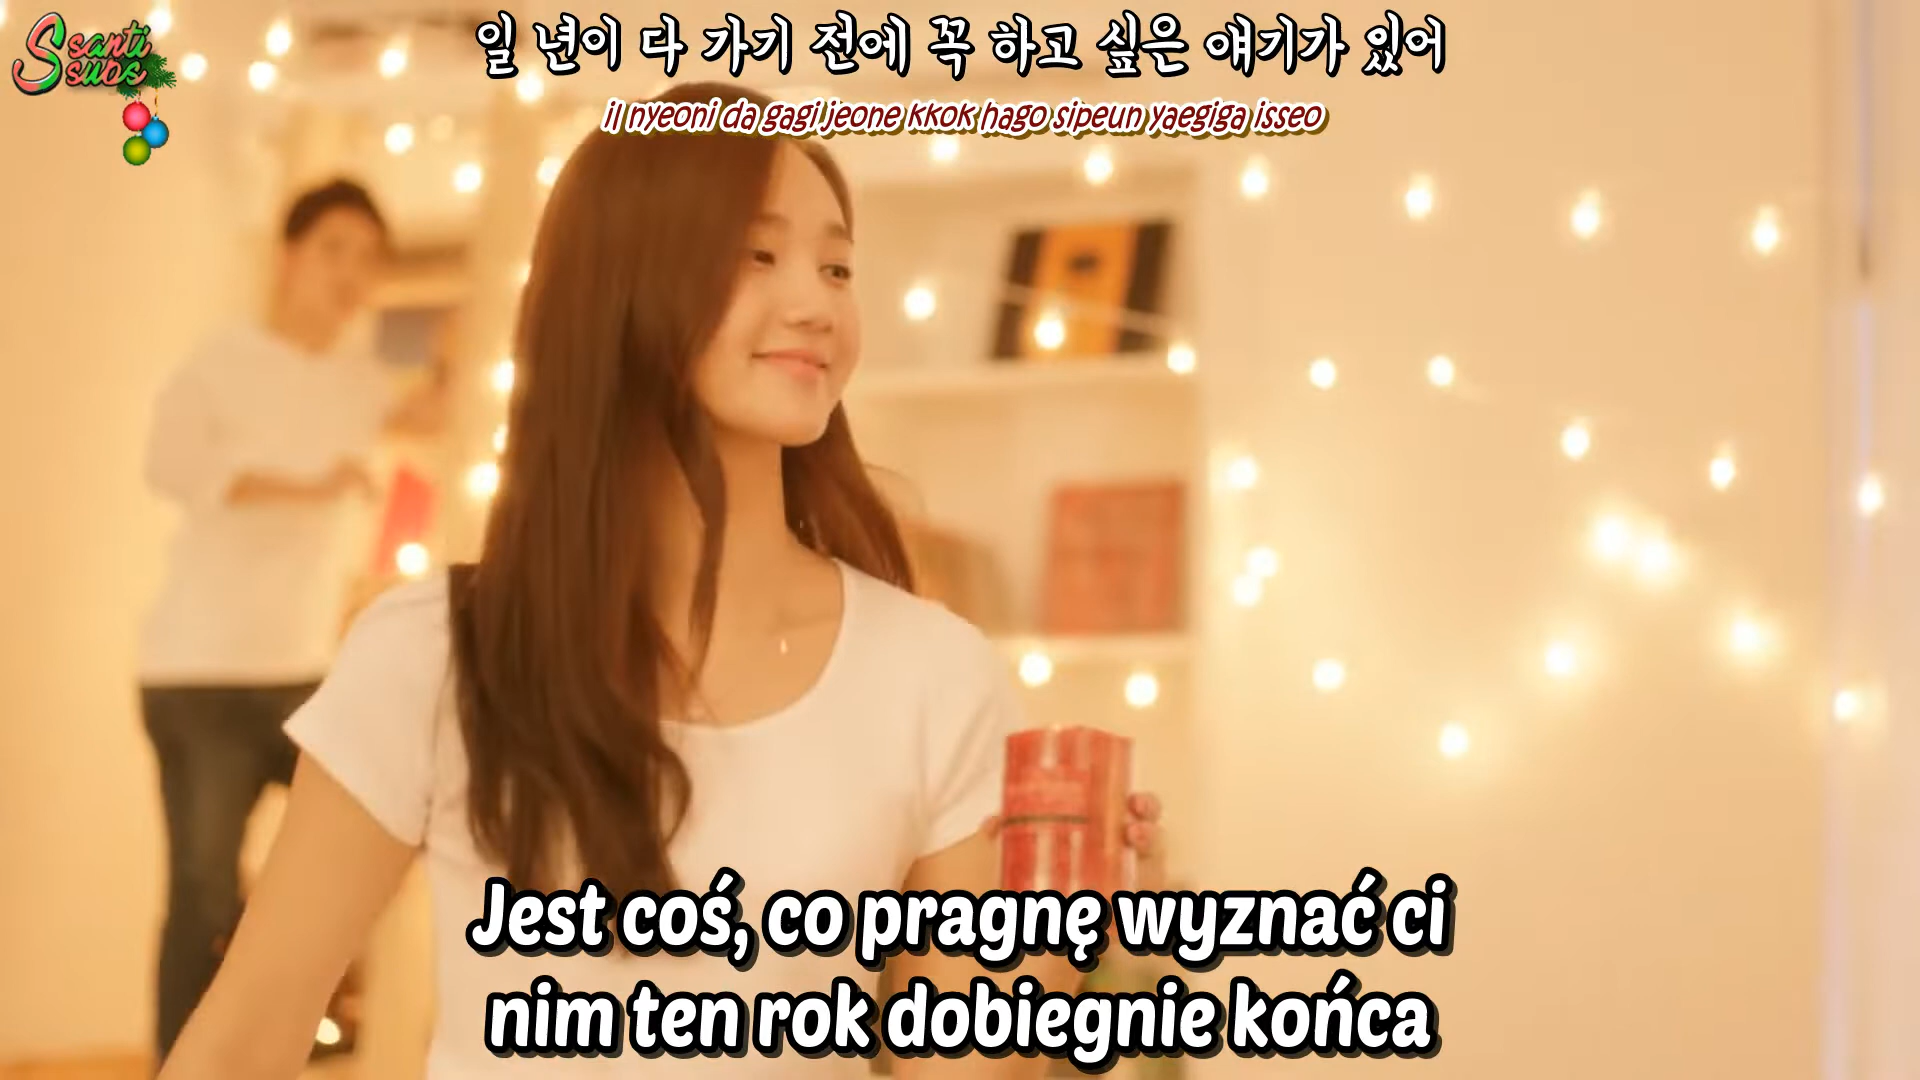 Ssanti
subs
일 년이 다 가기 전에 꼭 하고 싶은 얘기가 있어
il nyeoni da gagi jeone kkok hago sipeun yaegiga isseo
Jest coś, co pragnę wyznać ci
nim ten rok dobiegnie końca